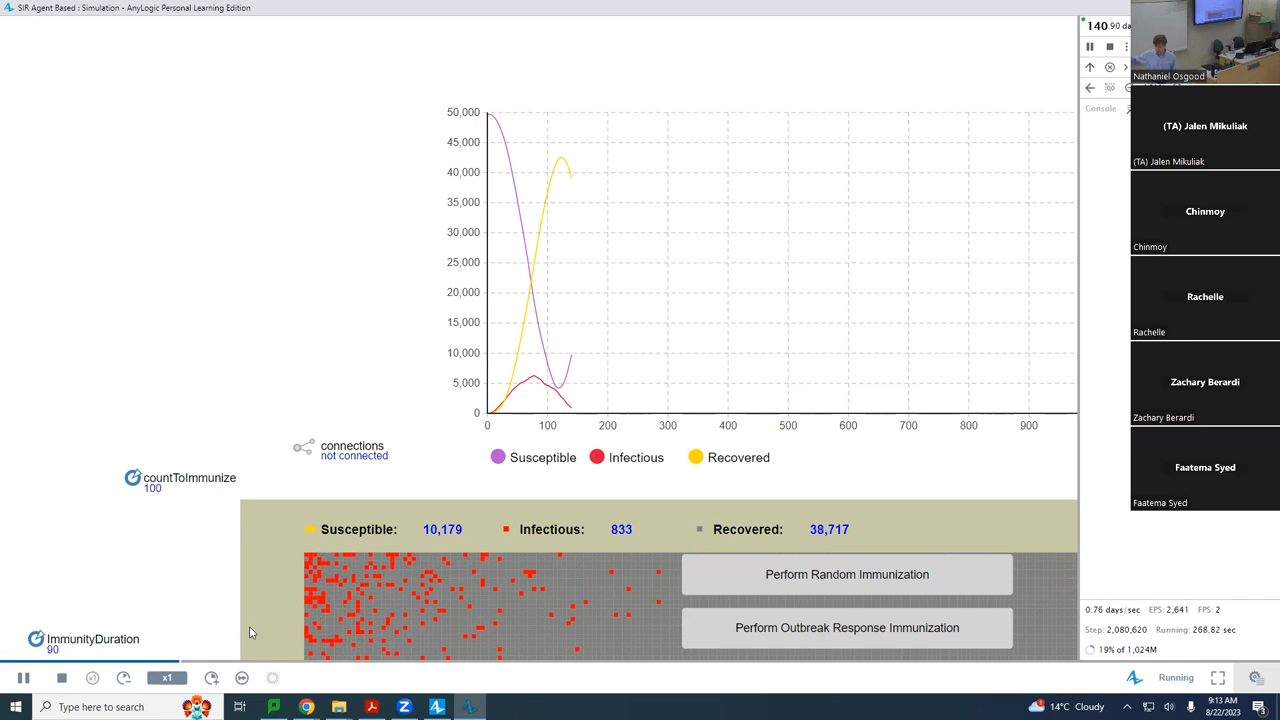 SIR Agent Based : Simulation - AnyLogic Personal Learning Edition
140.90 da
Nathaniel Osgood
Console
(TA) Jalen Mikuliak
(TA) Jalen Mikuliak
Chinmoy
Chinmoy
Rachelle
Rachelle
Zachary Berardi
Zachary Berardi
Faatema Syed
Faatema Syed
50,000
45,000
40,000
35,000
30,000
25,000
20,000
15,000
10,000
5,000
0
0 100 200 300 400 500 600 700 800 900
connections
not connected
Susceptible Infectious Recovered
countToImmunize
100
Susceptible: 10,179 Infectious: 833 Recovered: 38,717
Perform Random Immunization
Perform Outbreak Response Immunization
ImmunityDuration
90
0.76 days/sec EPS: 2,641 FPS: 2
Step: 2,080,620 Running: 268.82 sec
19% of 1,024M
x1
Running
Type here to search
14°C Cloudy
9:13 AM
8/22/2023
3